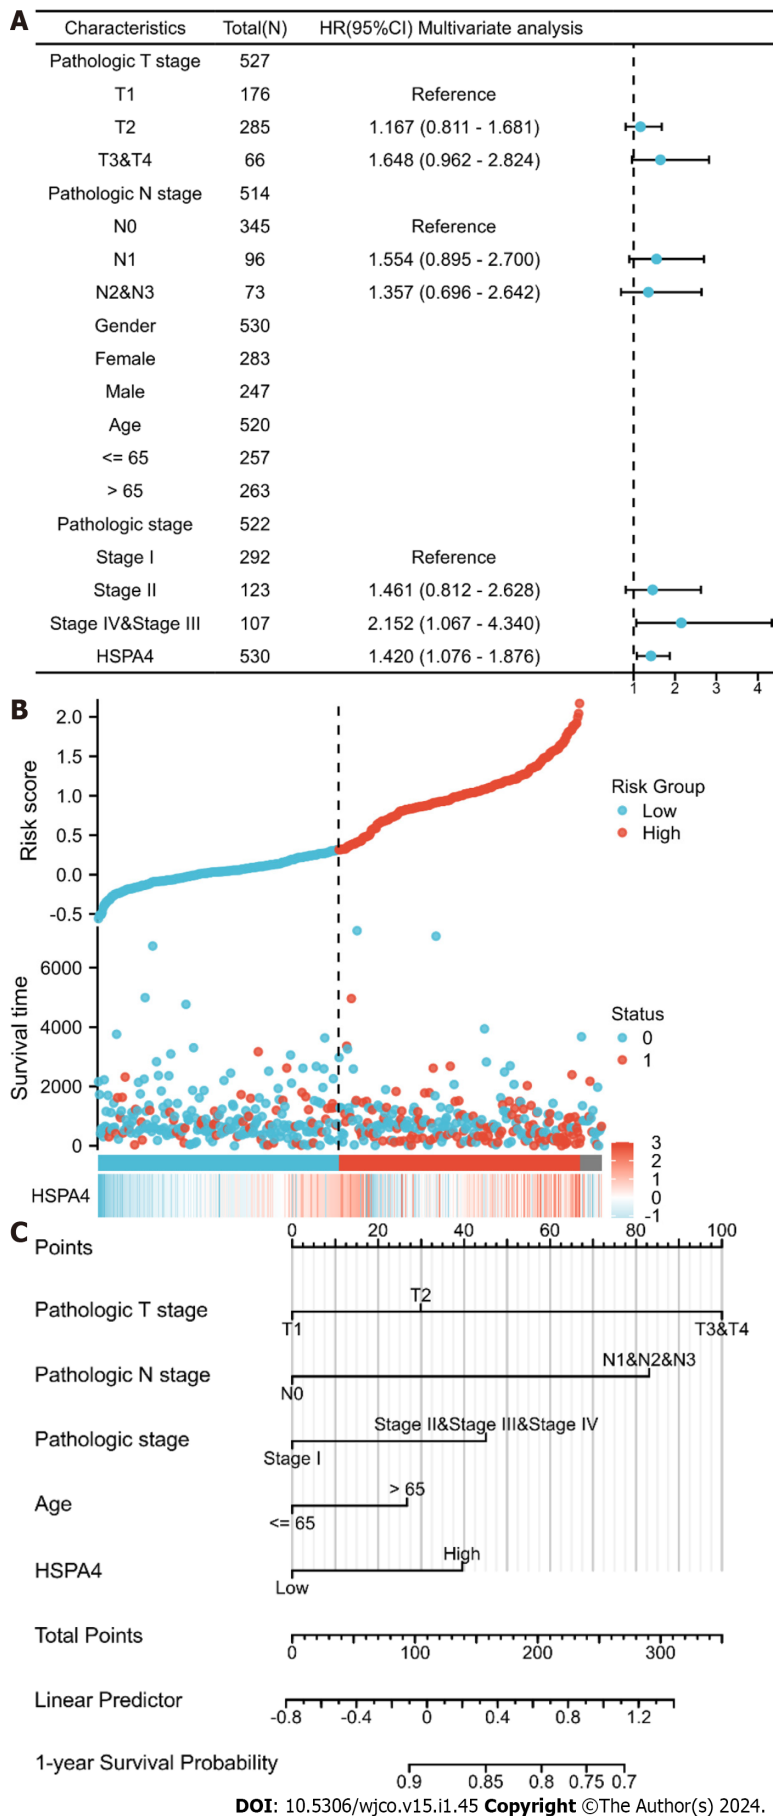 A
Characteristics Total(N) HR(95%CI) Multivariate analysis
Pathologic T stage 527
T1 176 Reference
T2 285 1.167 (0.811 - 1.681)
T3&T4 66 1.648 (0.962 - 2.824)
Pathologic N stage 514
N0 345 Reference
N1 96 1.554 (0.895 - 2.700)
N2&N3 73 1.357 (0.696 - 2.642)
Gender 530
Female 283
Male 247
Age 520
<= 65 257
> 65 263
Pathologic stage 522
Stage I 292 Reference
Stage II 123 1.461 (0.812 - 2.628)
Stage IV&Stage III 107 2.152 (1.067 - 4.340)
HSPA4 530 1.420 (1.076 - 1.876)
1 2 3 4
B
Risk score
2.0
1.5
1.0
0.5
0.0
-0.5
Risk Group
Low
High
Survival time
6000
4000
2000
0
Status
0
1
HSPA4
3
2
1
0
-1
C
0 20 40 60 80 100
Points
T2
Pathologic T stage
T1 T3&T4
N1&N2&N3
Pathologic N stage
N0
Stage II&Stage III&Stage IV
Pathologic stage
Stage I
> 65
Age
<= 65
High
HSPA4
Low
Total Points
0 100 200 300
Linear Predictor
-0.8 -0.4 0 0.4 0.8 1.2
1-year Survival Probability
0.9 0.85 0.8 0.75 0.7
DOI: 10.5306/wjco.v15.i1.45 Copyright ©The Author(s) 2024.